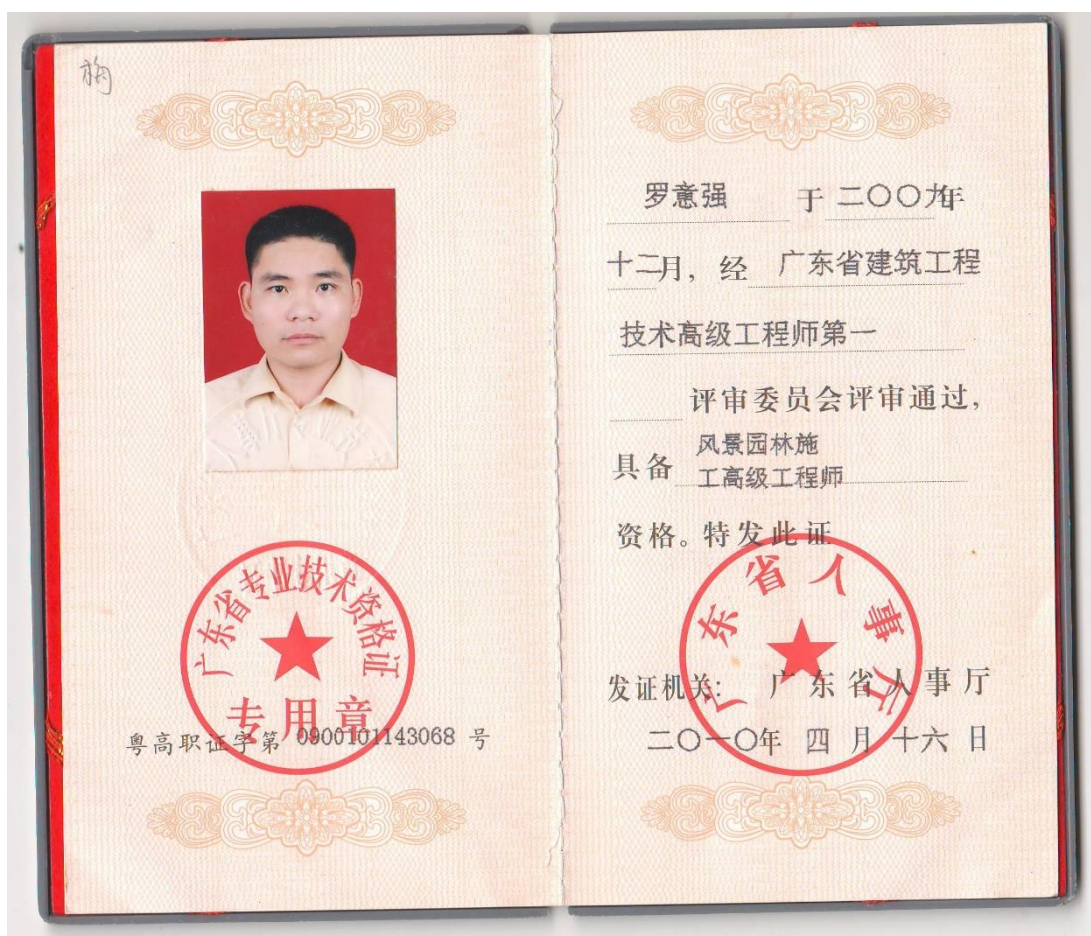 广东省专业技术资格证
专用章
粤高职证字第 0900101143068 号
罗意强 于 二〇〇九年
十二月，经 广东省建筑工程
技术高级工程师第一
评审委员会评审通过，
具备 风景园林施
工高级工程师
资格。特发此证
广东省人事厅
发证机关： 广东省人事厅
二〇一〇年 四 月 十六 日